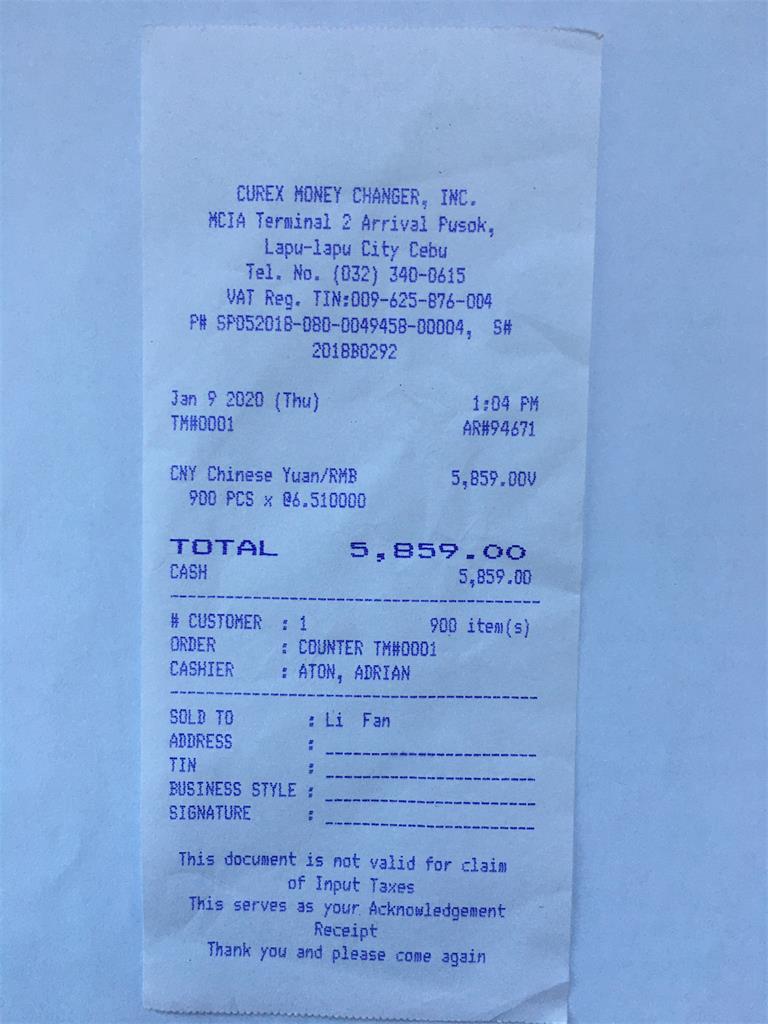 CUREX MONEY CHANGER, INC.
MCIA Terminal 2 Arrival Pusok,
Lapu-lapu City Cebu
Tel. No. (032) 340-0615
VAT Reg. TIN:009-625-876-004
P# SP052018-080-0049458-00004, S#
2018B0292
Jan 9 2020 (Thu) 1:04 PM
TM#0001 AR#94671
CNY Chinese Yuan/RMB 5,859.00V
900 PCS x @6.510000
TOTAL 5,859.00
CASH 5,859.00
# CUSTOMER : 1 900 item(s)
ORDER : COUNTER TM#0001
CASHIER : ATON, ADRIAN
SOLD TO : Li Fan
ADDRESS :
TIN :
BUSINESS STYLE :
SIGNATURE :
This document is not valid for claim
of Input Taxes
This serves as your Acknowledgement
Receipt
Thank you and please come again